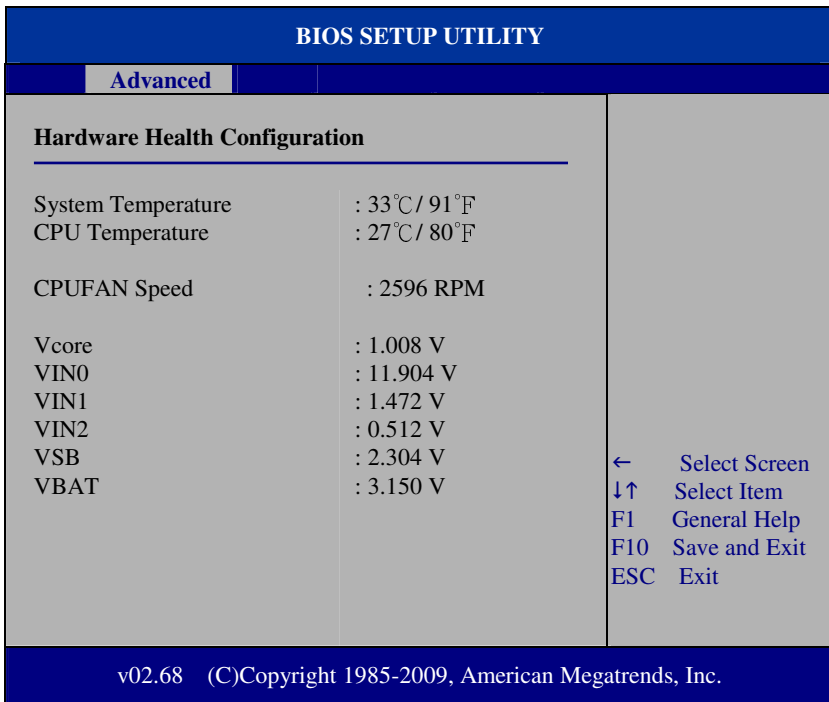 BIOS SETUP UTILITY
Advanced
Hardware Health Configuration
System Temperature : 33℃/ 91℉
CPU Temperature : 27℃/ 80℉
CPUFAN Speed : 2596 RPM
Vcore : 1.008 V
VIN0 : 11.904 V
VIN1 : 1.472 V
VIN2 : 0.512 V
VSB : 2.304 V
VBAT : 3.150 V
← Select Screen
↓↑ Select Item
F1 General Help
F10 Save and Exit
ESC Exit
v02.68 (C)Copyright 1985-2009, American Megatrends, Inc.